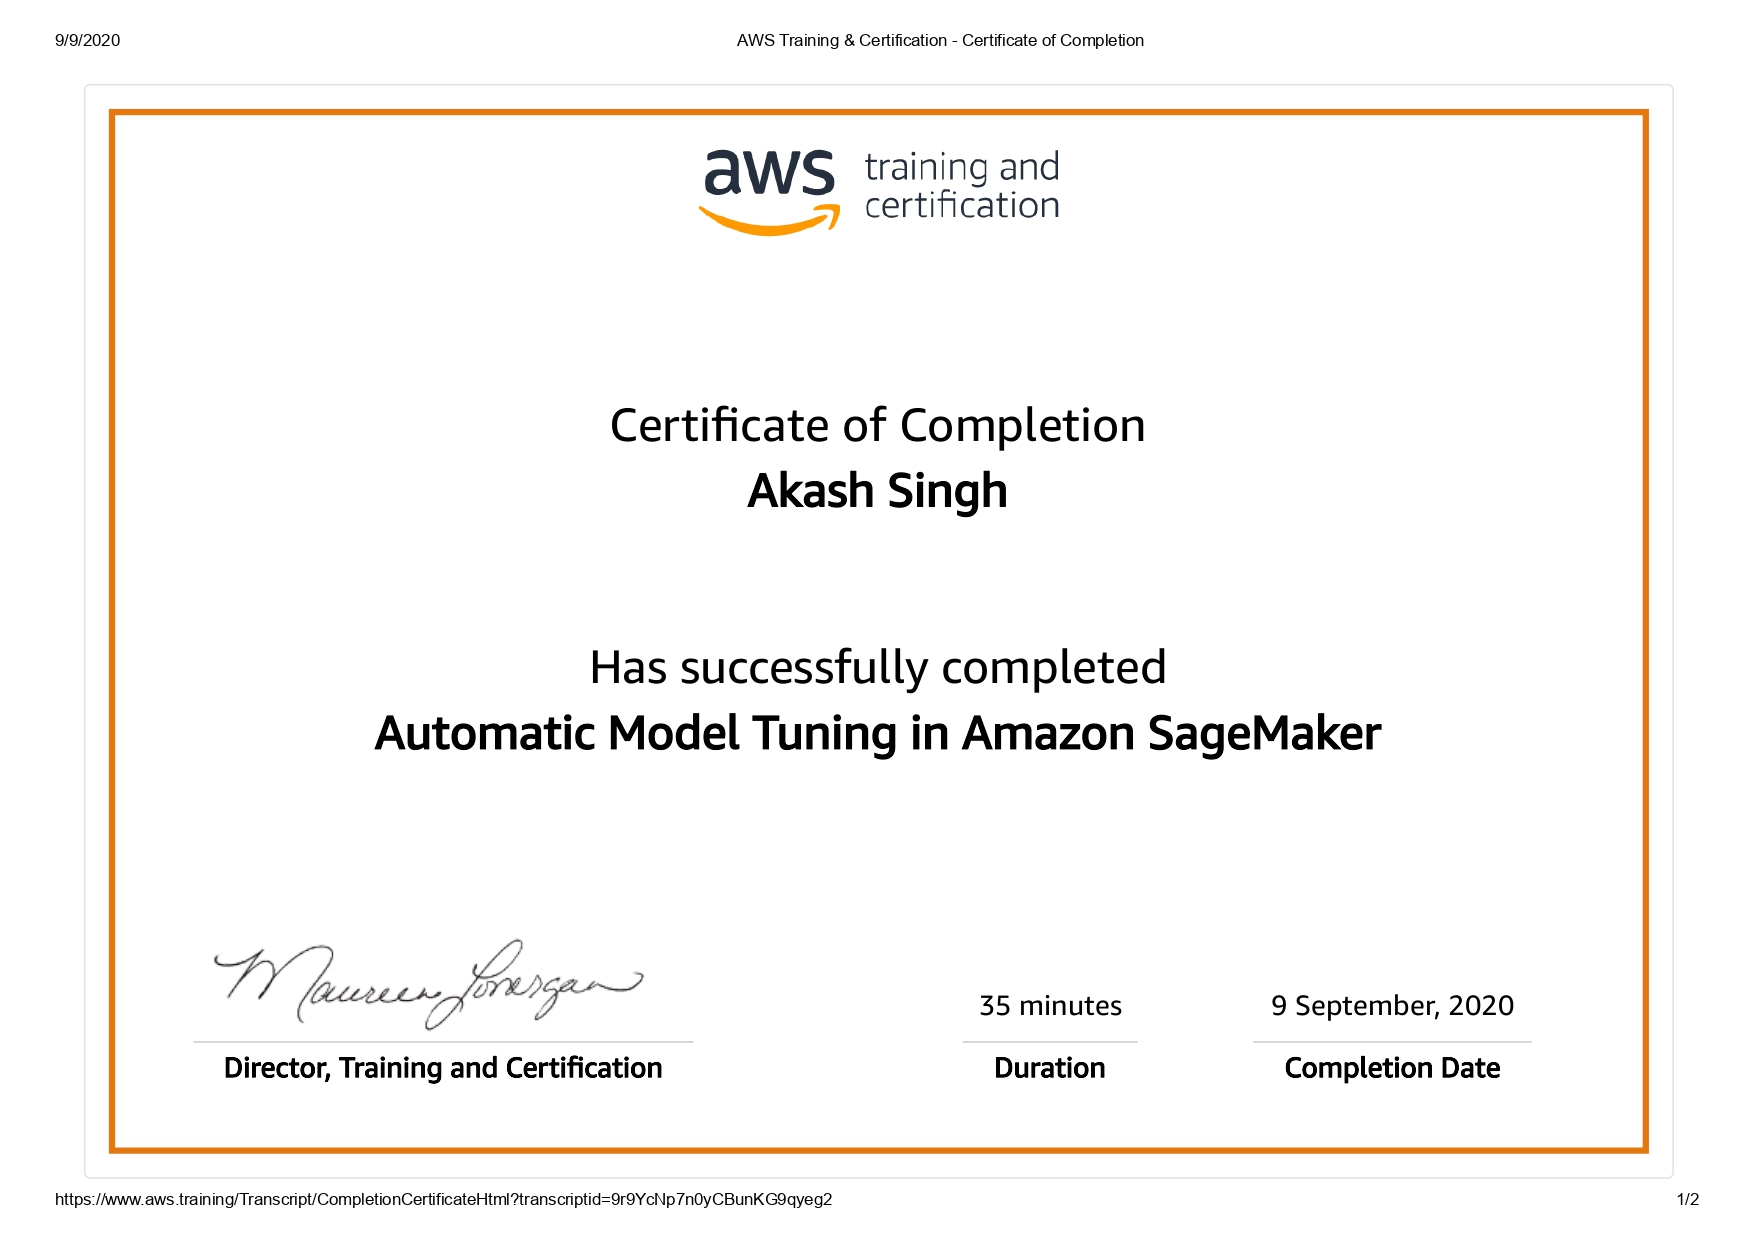 9/9/2020
AWS Training & Certification - Certificate of Completion
aws
training and
certification
Certificate of Completion
Akash Singh
Has successfully completed
Automatic Model Tuning in Amazon SageMaker
Maureen Lonergan
35 minutes
9 September, 2020
Director, Training and Certification
Duration
Completion Date
https://www.aws.training/Transcript/CompletionCertificateHtml?transcriptid=9r9YcNp7n0yCBunKG9qyeg2
1/2